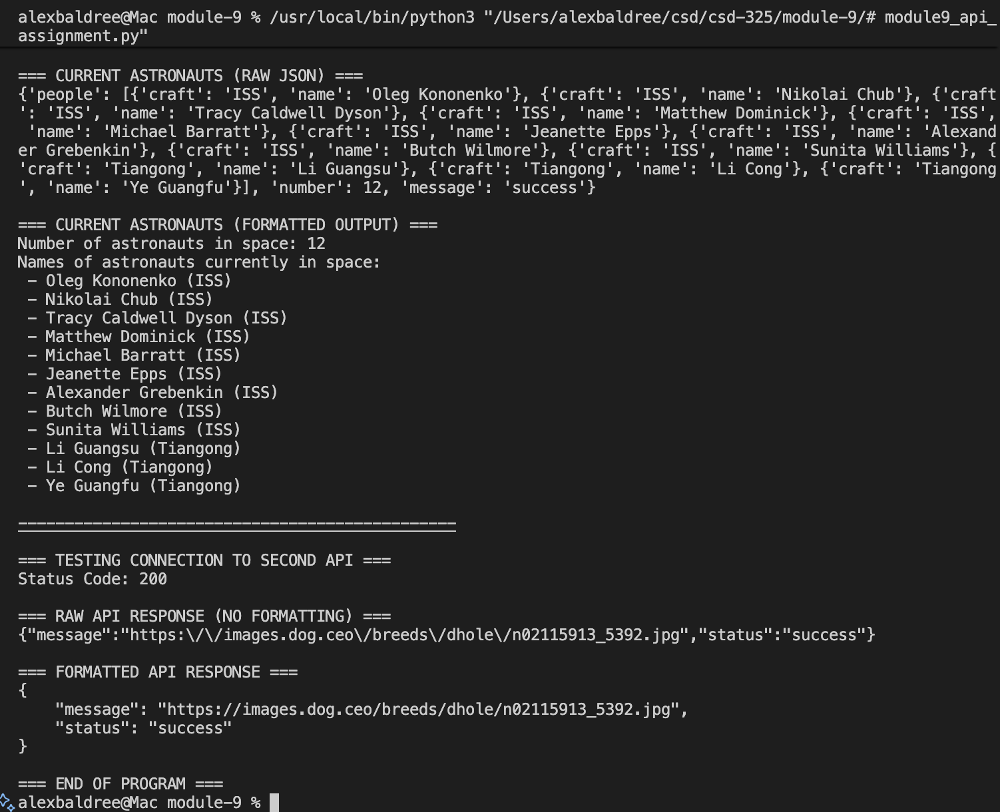 alexbaldree@Mac module-9 % /usr/local/bin/python3 "/Users/alexbaldree/csd/csd-325/module-9/# module9_api_
assignment.py"
=== CURRENT ASTRONAUTS (RAW JSON) ===
{'people': [{'craft': 'ISS', 'name': 'Oleg Kononenko'}, {'craft': 'ISS', 'name': 'Nikolai Chub'}, {'craft
': 'ISS', 'name': 'Tracy Caldwell Dyson'}, {'craft': 'ISS', 'name': 'Matthew Dominick'}, {'craft': 'ISS',
 'name': 'Michael Barratt'}, {'craft': 'ISS', 'name': 'Jeanette Epps'}, {'craft': 'ISS', 'name': 'Alexand
er Grebenkin'}, {'craft': 'ISS', 'name': 'Butch Wilmore'}, {'craft': 'ISS', 'name': 'Sunita Williams'}, {
'craft': 'Tiangong', 'name': 'Li Guangsu'}, {'craft': 'Tiangong', 'name': 'Li Cong'}, {'craft': 'Tiangong
', 'name': 'Ye Guangfu'}], 'number': 12, 'message': 'success'}
=== CURRENT ASTRONAUTS (FORMATTED OUTPUT) ===
Number of astronauts in space: 12
Names of astronauts currently in space:
 - Oleg Kononenko (ISS)
 - Nikolai Chub (ISS)
 - Tracy Caldwell Dyson (ISS)
 - Matthew Dominick (ISS)
 - Michael Barratt (ISS)
 - Jeanette Epps (ISS)
 - Alexander Grebenkin (ISS)
 - Butch Wilmore (ISS)
 - Sunita Williams (ISS)
 - Li Guangsu (Tiangong)
 - Li Cong (Tiangong)
 - Ye Guangfu (Tiangong)
===============================================
=== TESTING CONNECTION TO SECOND API ===
Status Code: 200
=== RAW API RESPONSE (NO FORMATTING) ===
{"message":"https:\/\/images.dog.ceo\/breeds\/dhole\/n02115913_5392.jpg","status":"success"}
=== FORMATTED API RESPONSE ===
{
    "message": "https://images.dog.ceo/breeds/dhole/n02115913_5392.jpg",
    "status": "success"
}
=== END OF PROGRAM ===
alexbaldree@Mac module-9 %